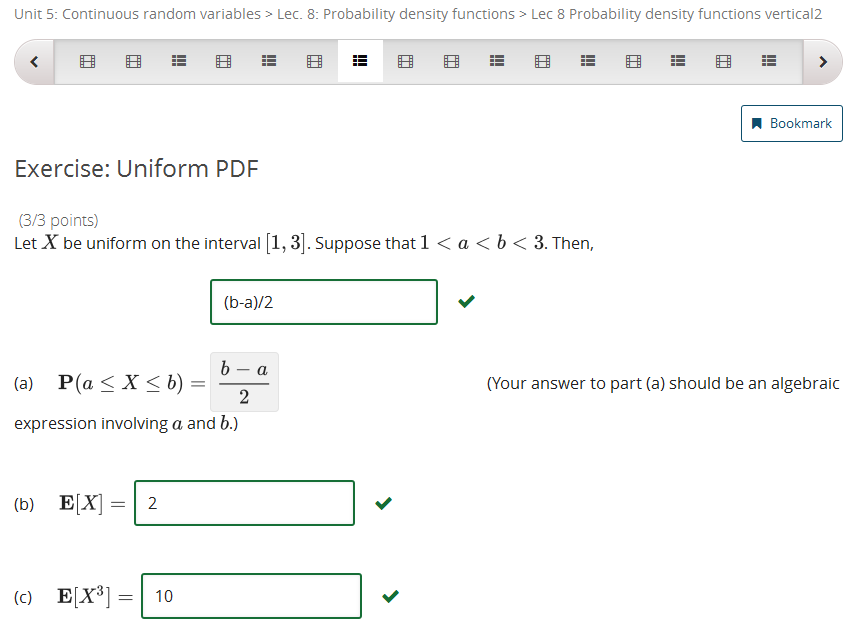 Unit 5: Continuous random variables > Lec. 8: Probability density functions > Lec 8 Probability density functions vertical2
Bookmark
Exercise: Uniform PDF
(3/3 points)
Let X be uniform on the interval [1, 3]. Suppose that 1 < a < b < 3. Then,
(b-a)/2
(a) P(a ≤ X ≤ b) = \frac{b − a}{2} (Your answer to part (a) should be an algebraic
expression involving a and b.)
(b) E[X] = 2
(c) E[X³] = 10